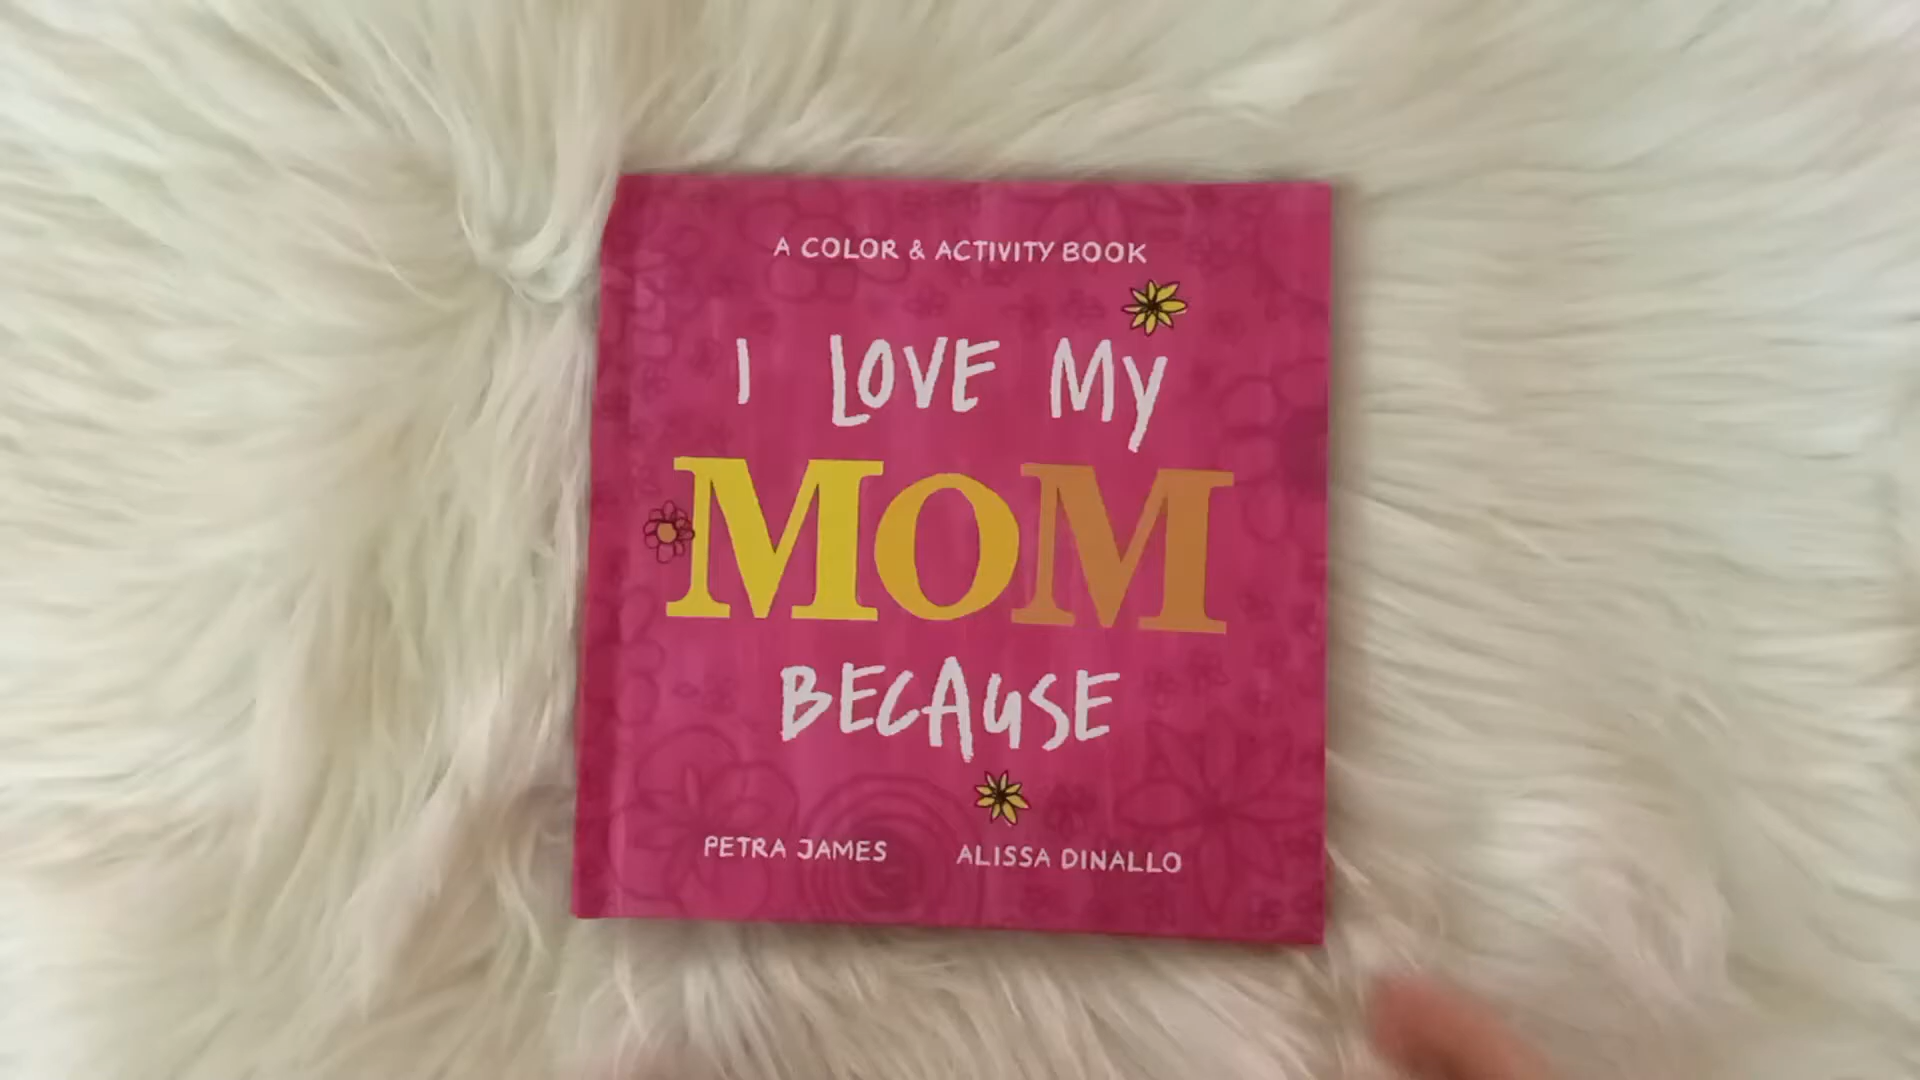 A COLOR & ACTIVITY BOOK
I LOVE MY
MOM
BECAUSE
PETRA JAMES ALISSA DINALLO